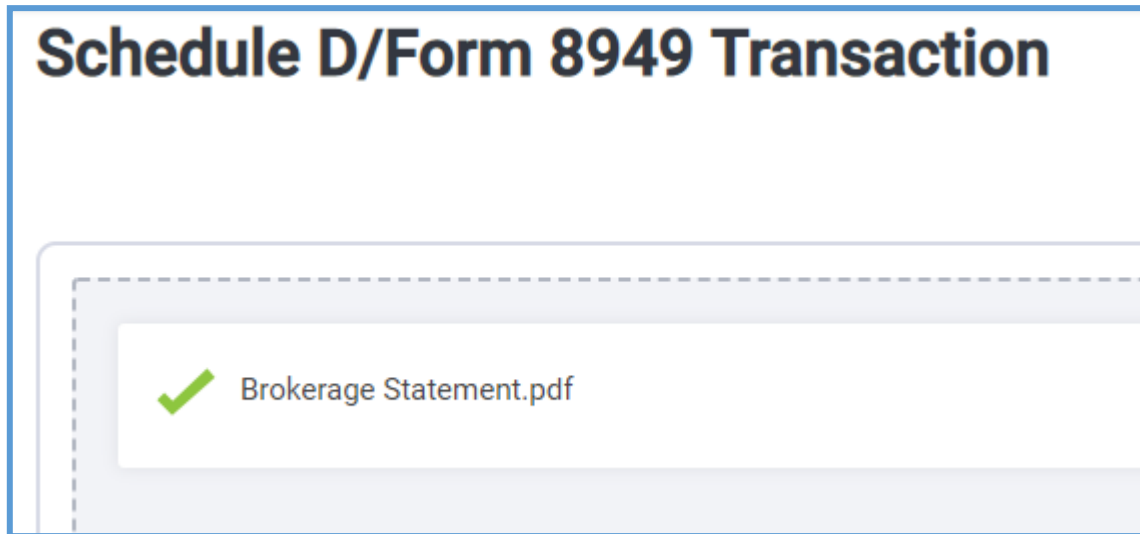 Schedule D/Form 8949 Transaction
Brokerage Statement.pdf